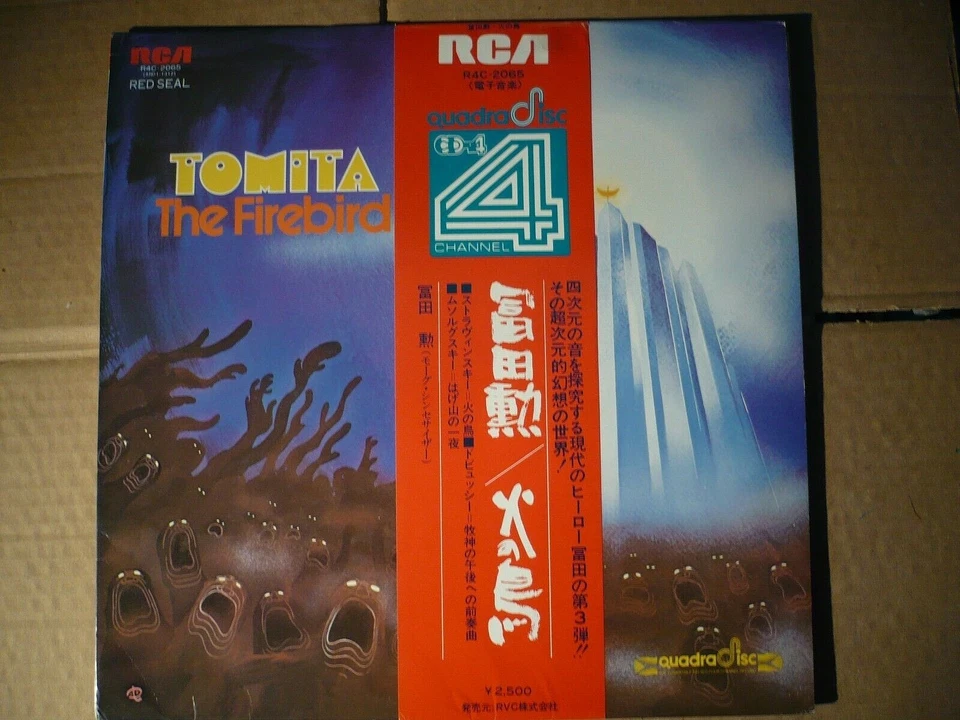 RCA
R4C-2065
RED SEAL
TOMITA
The Firebird
RCA
R4C-2065
(電子音楽)
quadradisc
CD-4
4
CHANNEL
四次元の音を探究する現代のヒーロー冨田の第3弾!!
その超次元的幻想の世界!
冨田勲/火の鳥
■ストラヴィンスキー=火の鳥■ドビュッシー=牧神の午後への前奏曲
■ムソルグスキー=はげ山の一夜
冨田 勲(モーグ・シンセサイザー)
¥2,500
発売元:RVC株式会社
quadradisc